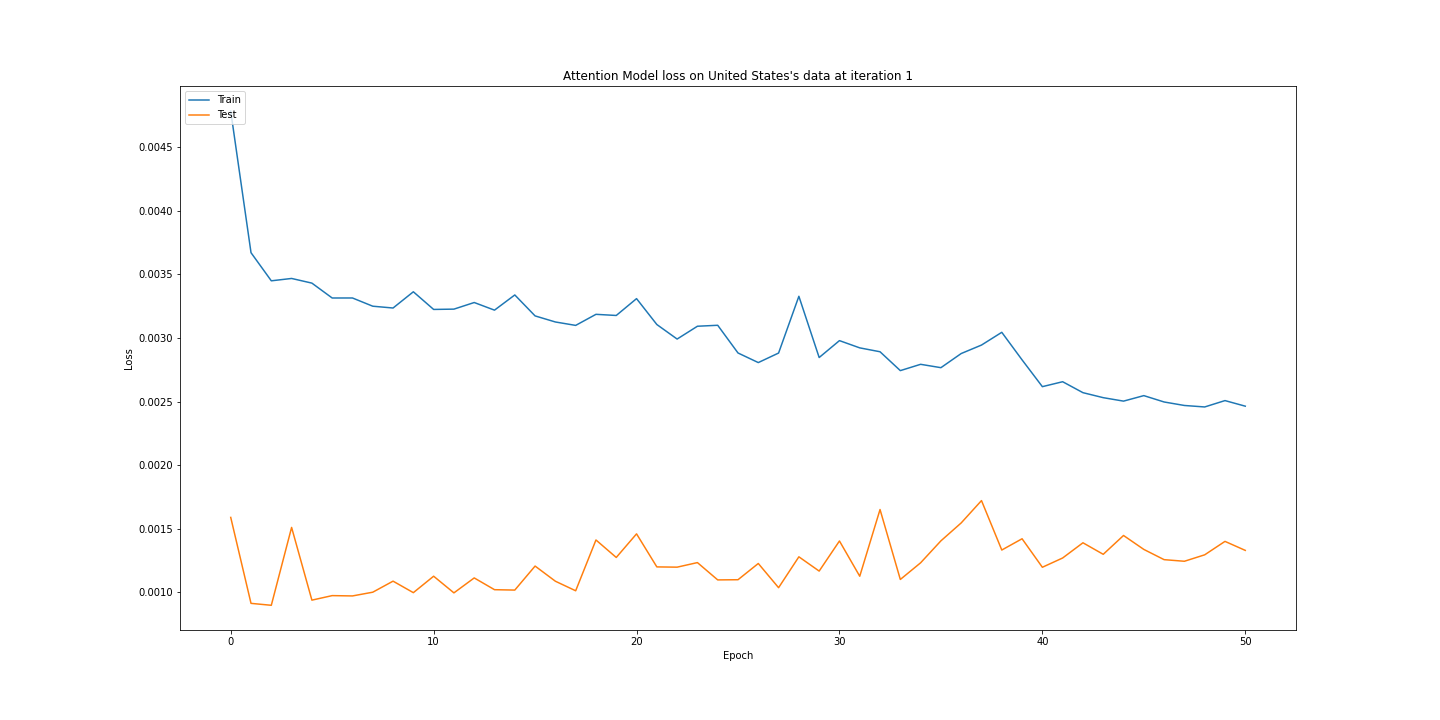 Attention Model loss on United States's data at iteration 1
Train
Test
0.0045
0.0040
0.0035
0.0030
0.0025
0.0020
0.0015
0.0010
Loss
0 10 20 30 40 50
Epoch